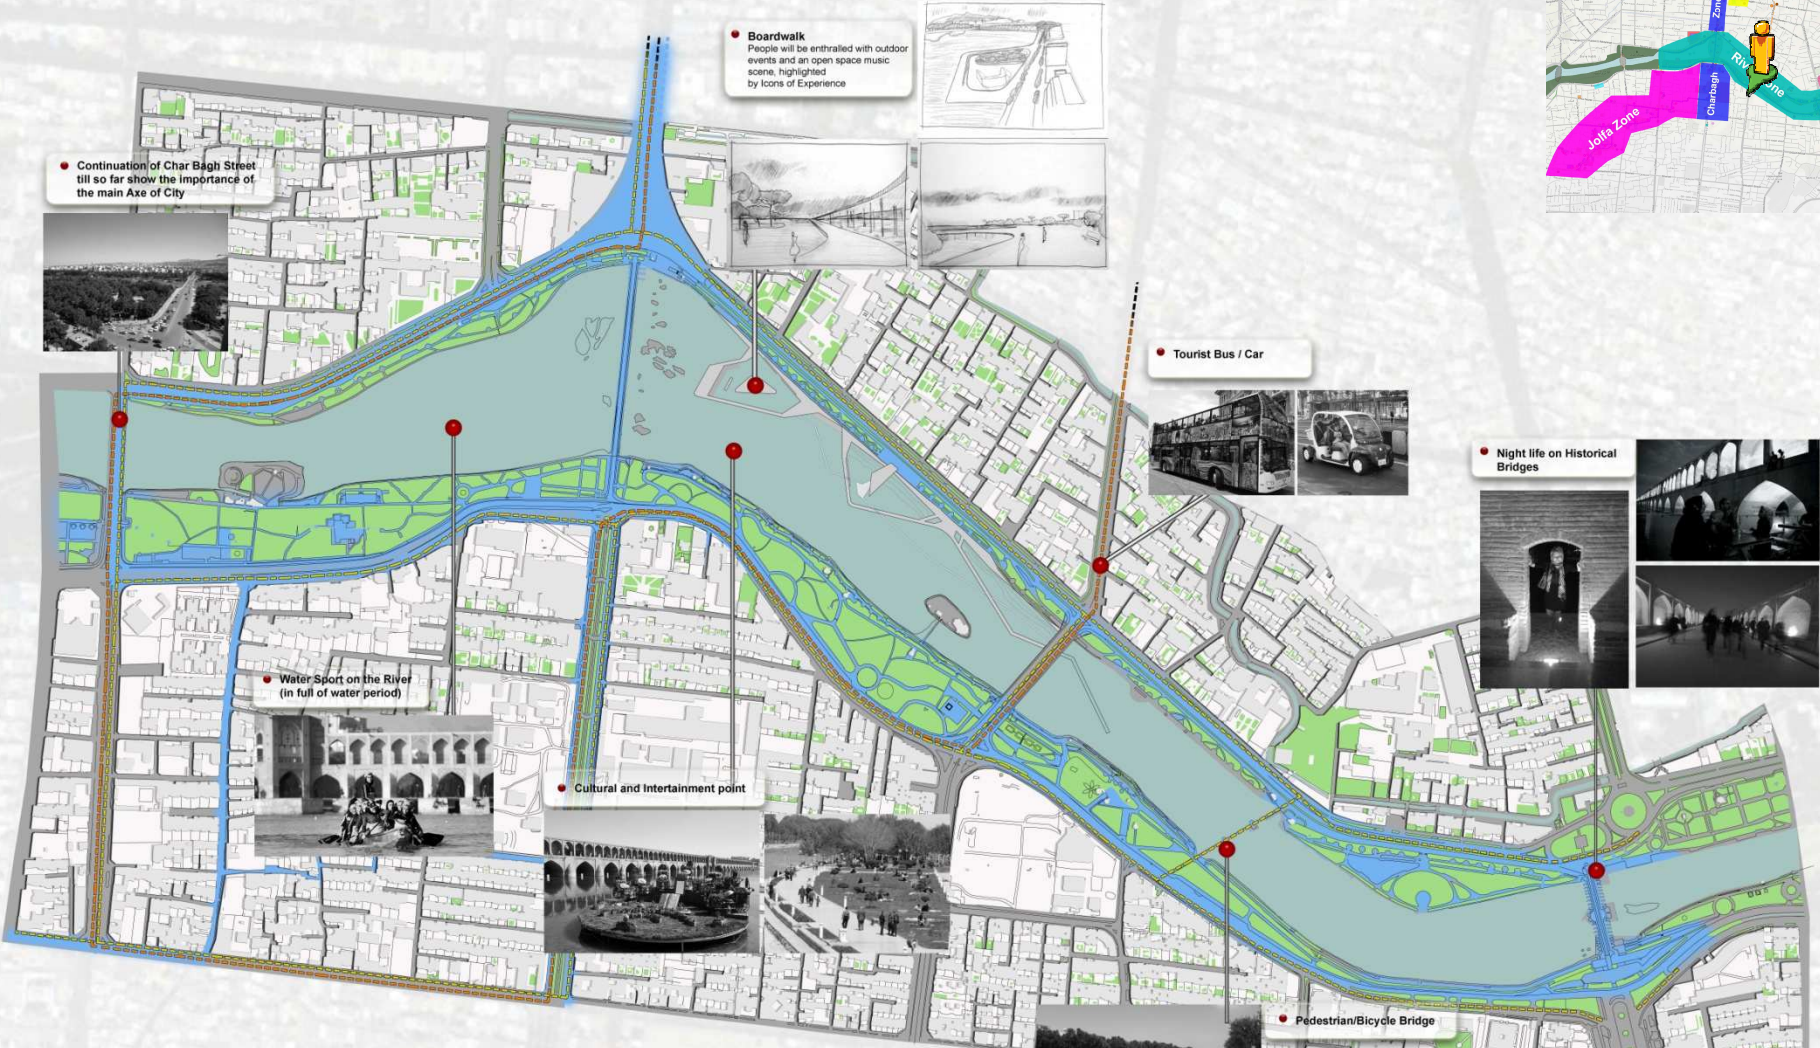 Boardwalk
People will be enthralled with outdoor
events and an open space music
scene, highlighted
by Icons of Experience
Zone
River Zone
Charbagh
Jolfa Zone
Continuation of Char Bagh Street
till so far show the importance of
the main Axe of City
Tourist Bus / Car
Night life on Historical
Bridges
Water Sport on the River
(in full of water period)
Cultural and Intertainment point
Pedestrian/Bicycle Bridge